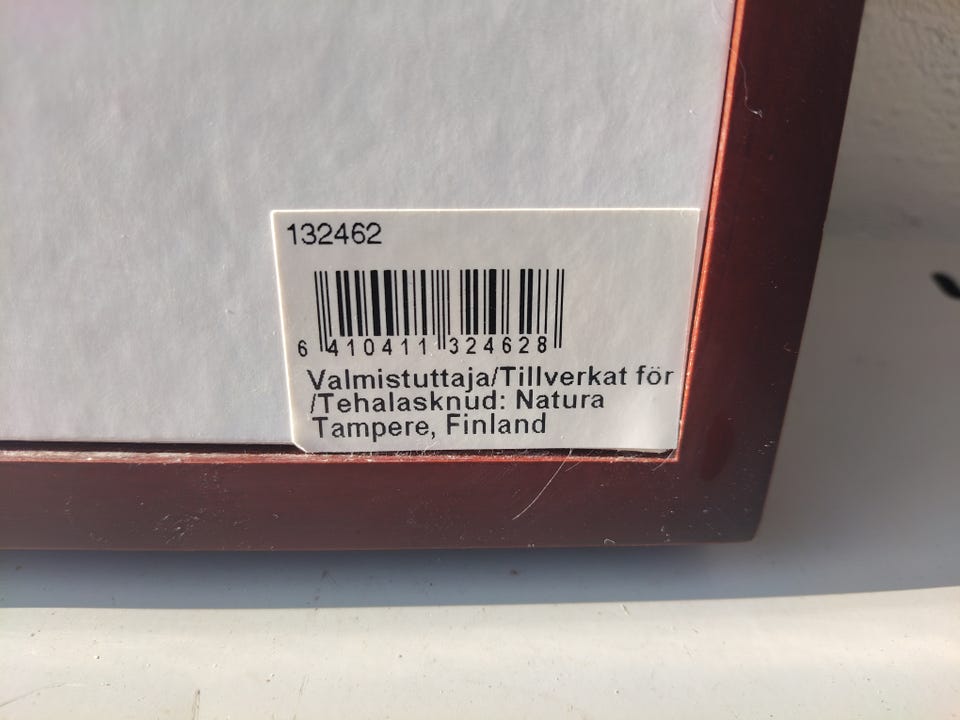 132462
6 410411 324628
Valmistuttaja/Tillverkat för
/Tehalasknud: Natura
Tampere, Finland